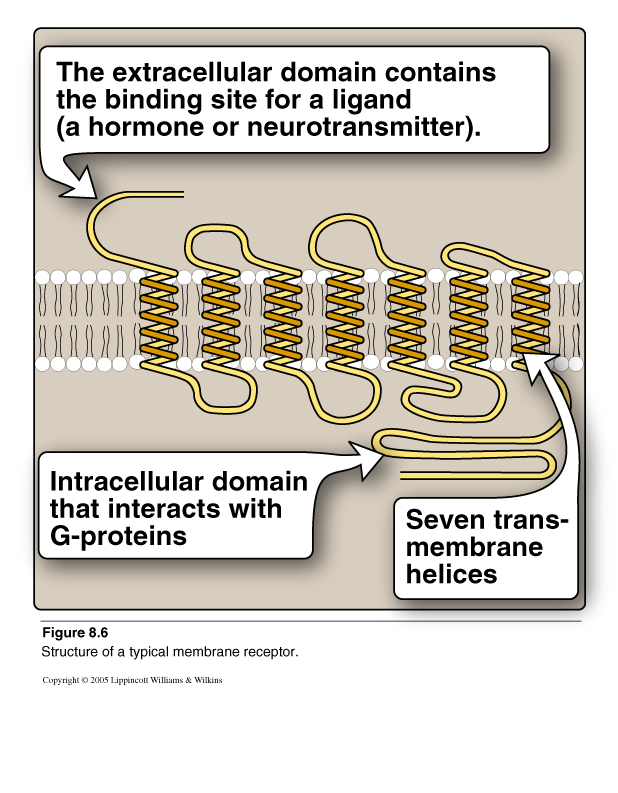 The extracellular domain contains
the binding site for a ligand
(a hormone or neurotransmitter).
Intracellular domain
that interacts with
G-proteins
Seven trans-
membrane
helices
Figure 8.6
Structure of a typical membrane receptor.
Copyright © 2005 Lippincott Williams & Wilkins